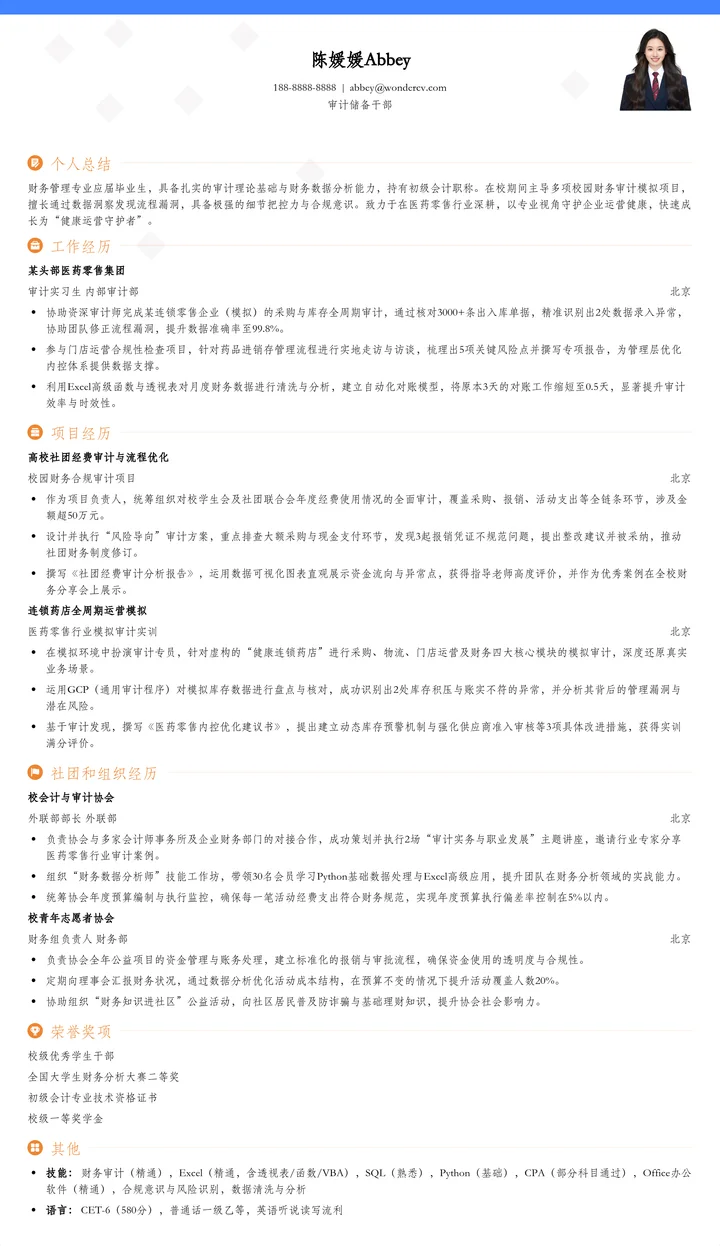 陈媛媛Abbey
188-8888-8888 | abbey@wondercv.com
审计储备干部
个人总结
财务管理专业应届毕业生，具备扎实的审计理论基础与财务数据分析能力，持有初级会计职称。在校期间主导多项校园财务审计模拟项目，
擅长通过数据洞察发现流程漏洞，具备极强的细节把控力与合规意识。致力于在医药零售行业深耕，以专业视角守护企业运营健康，快速成
长为“健康运营守护者”。
工作经历
某头部医药零售集团
审计实习生 内部审计部 北京
• 协助资深审计师完成某连锁零售企业（模拟）的采购与库存全周期审计，通过核对3000+条出入库单据，精准识别出2处数据录入异常，
协助团队修正流程漏洞，提升数据准确率至99.8%。
• 参与门店运营合规性检查项目，针对药品进销存管理流程进行实地走访与访谈，梳理出5项关键风险点并撰写专项报告，为管理层优化
内控体系提供数据支撑。
• 利用Excel高级函数与透视表对月度财务数据进行清洗与分析，建立自动化对账模型，将原本3天的对账工作缩短至0.5天，显著提升审计
效率与时效性。
项目经历
高校社团经费审计与流程优化
校园财务合规审计项目 北京
• 作为项目负责人，统筹组织对校学生会及社团联合会年度经费使用情况的全面审计，覆盖采购、报销、活动支出等全链条环节，涉及金
额超50万元。
• 设计并执行“风险导向”审计方案，重点排查大额采购与现金支付环节，发现3起报销凭证不规范问题，提出整改建议并被采纳，推动
社团财务制度修订。
• 撰写《社团经费审计分析报告》，运用数据可视化图表直观展示资金流向与异常点，获得指导老师高度评价，并作为优秀案例在全校财
务分享会上展示。
连锁药店全周期运营模拟
医药零售行业模拟审计实训 北京
• 在模拟环境中扮演审计专员，针对虚构的“健康连锁药店”进行采购、物流、门店运营及财务四大核心模块的模拟审计，深度还原真实
业务场景。
• 运用GCP（通用审计程序）对模拟库存数据进行盘点与核对，成功识别出2处库存积压与账实不符的异常，并分析其背后的管理漏洞与
潜在风险。
• 基于审计发现，撰写《医药零售内控优化建议书》，提出建立动态库存预警机制与强化供应商准入审核等3项具体改进措施，获得实训
满分评价。
社团和组织经历
校会计与审计协会
外联部部长 外联部 北京
• 负责协会与多家会计师事务所及企业财务部门的对接合作，成功策划并执行2场“审计实务与职业发展”主题讲座，邀请行业专家分享
医药零售行业审计案例。
• 组织“财务数据分析师”技能工作坊，带领30名会员学习Python基础数据处理与Excel高级应用，提升团队在财务分析领域的实战能力。
• 统筹协会年度预算编制与执行监控，确保每一笔活动经费支出符合财务规范，实现年度预算执行偏差率控制在5%以内。
校青年志愿者协会
财务组负责人 财务部 北京
• 负责协会全年公益项目的资金管理与账务处理，建立标准化的报销与审批流程，确保资金使用的透明度与合规性。
• 定期向理事会汇报财务状况，通过数据分析优化活动成本结构，在预算不变的情况下提升活动覆盖人数20%。
• 协助组织“财务知识进社区”公益活动，向社区居民普及防诈骗与基础理财知识，提升协会社会影响力。
荣誉奖项
校级优秀学生干部
全国大学生财务分析大赛二等奖
初级会计专业技术资格证书
校级一等奖学金
其他
• 技能： 财务审计（精通）, Excel（精通，含透视表/函数/VBA）, SQL（熟悉）, Python（基础）, CPA（部分科目通过）, Office办公
软件（精通）, 合规意识与风险识别, 数据清洗与分析
• 语言： CET-6（580分）, 普通话一级乙等，英语听说读写流利